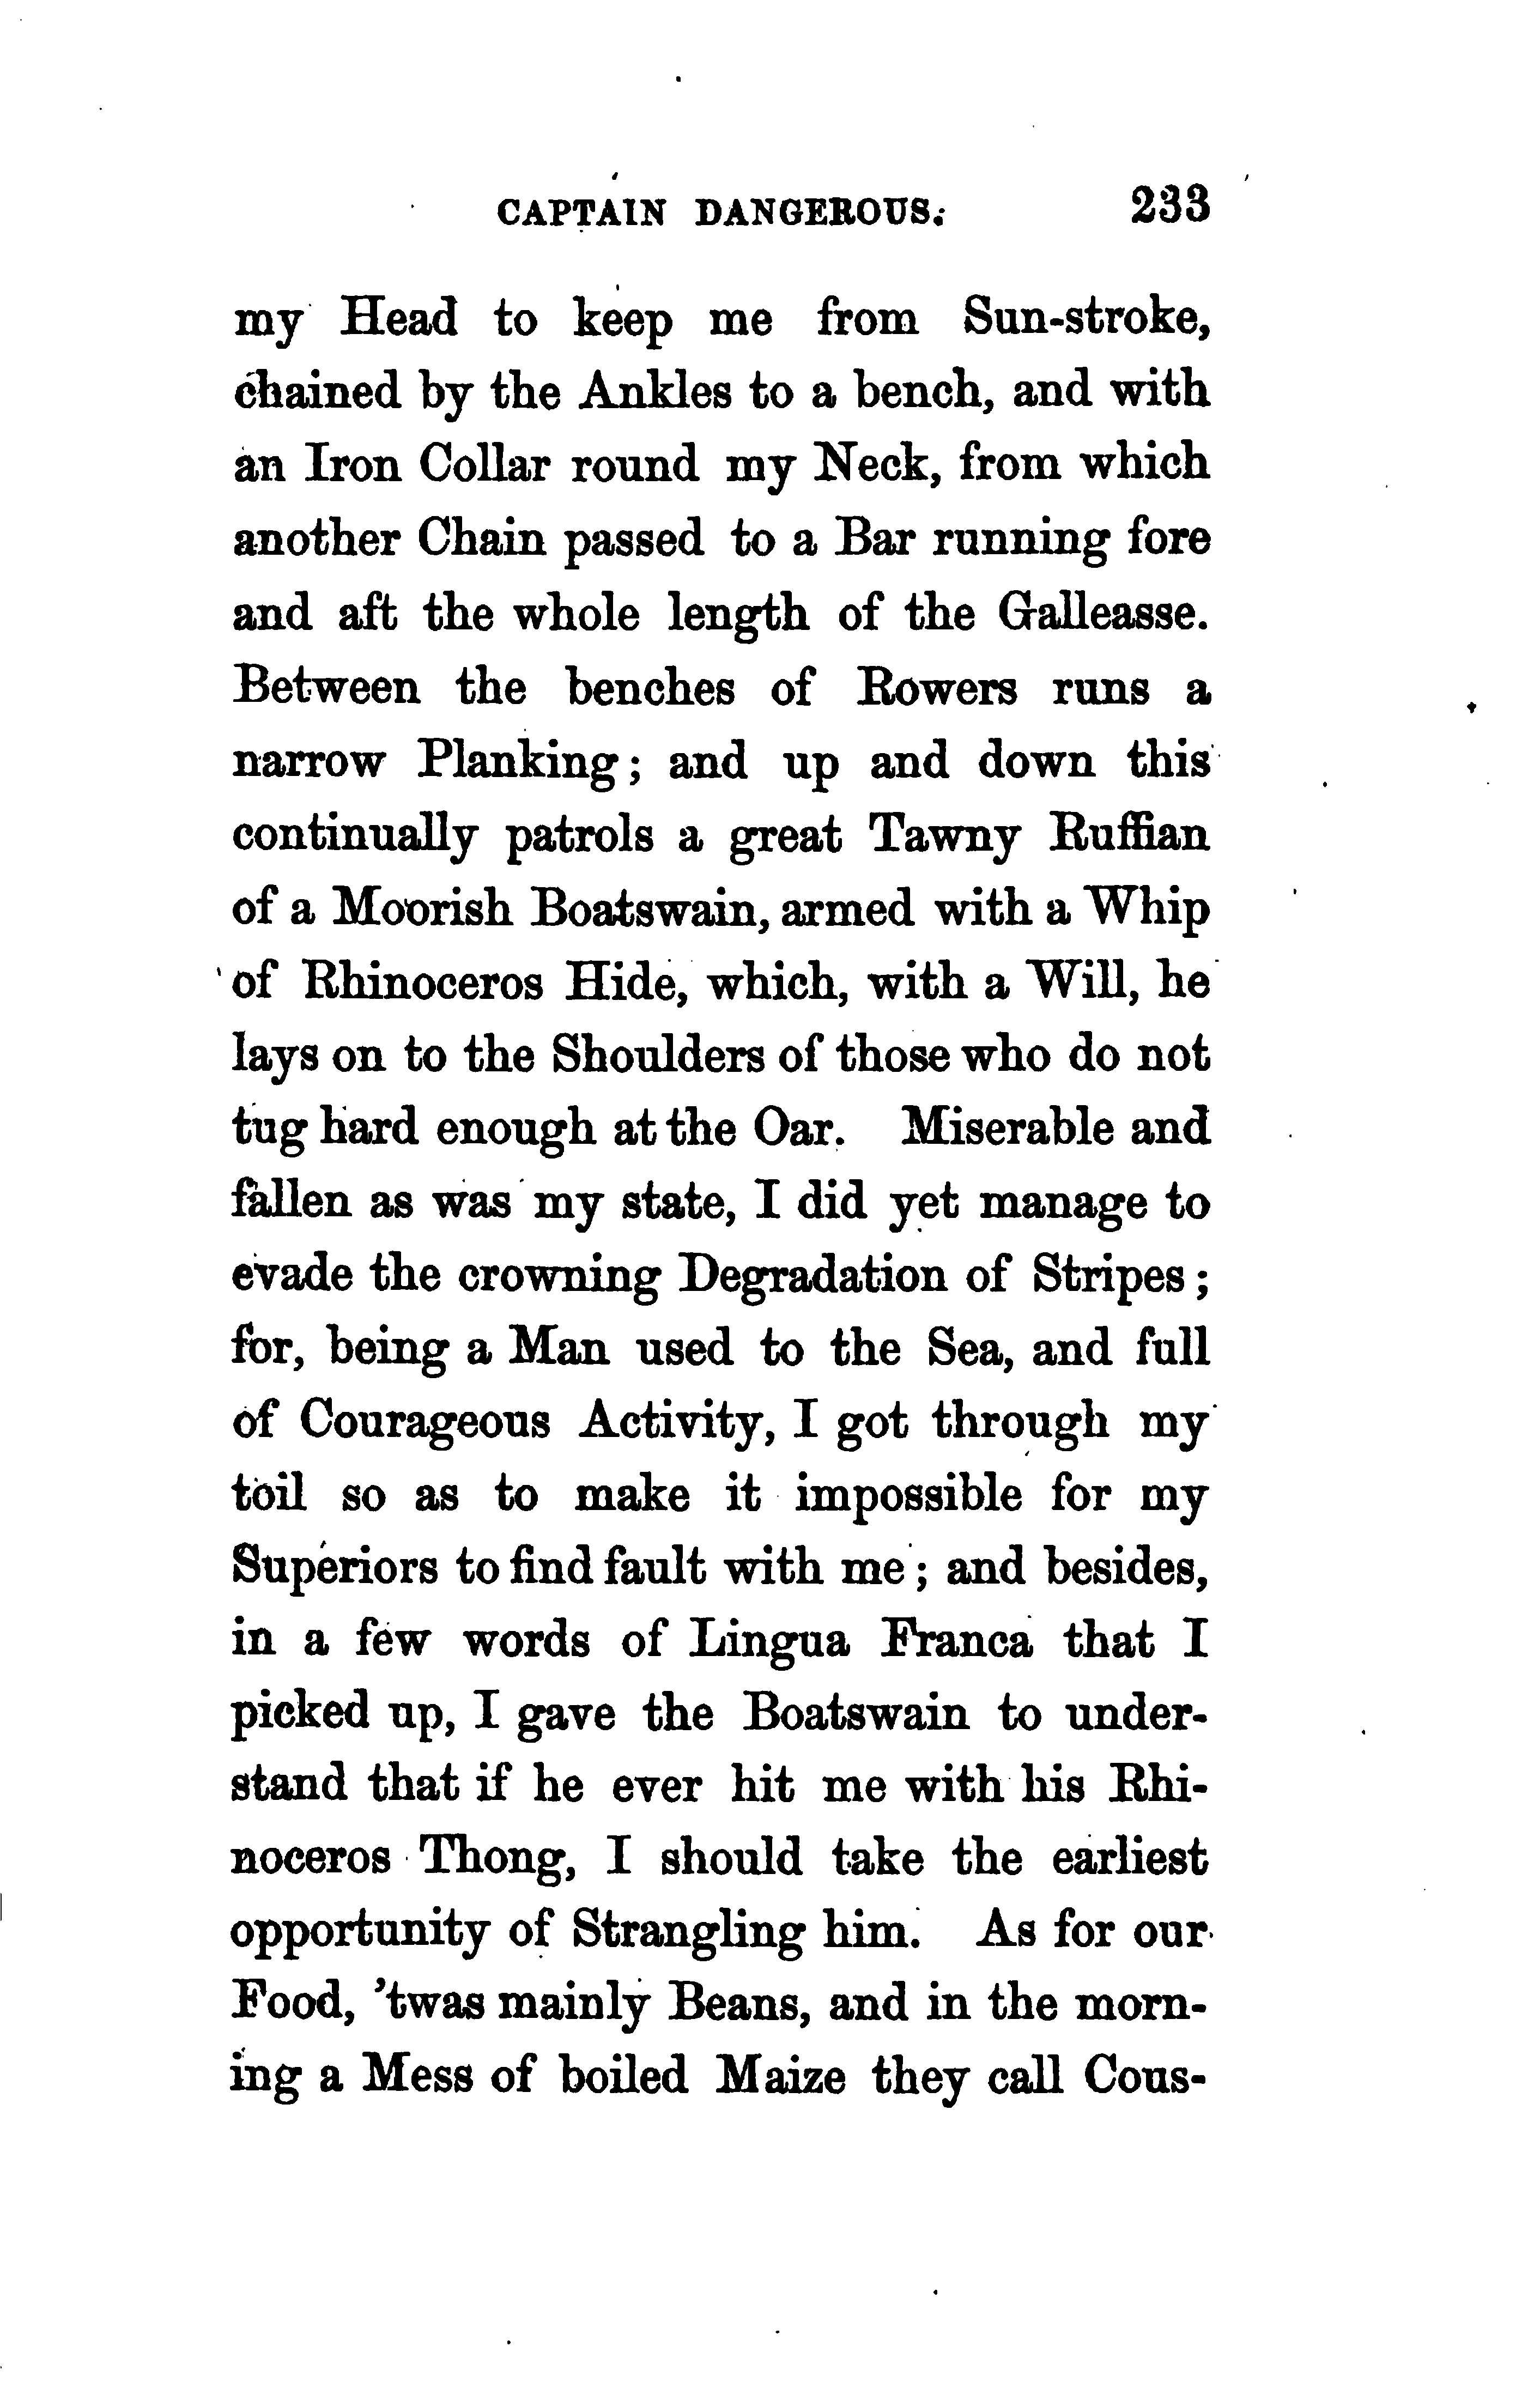 CAPTAIN DANGEROUS. 233
my Head to keep me from Sun-stroke,
chained by the Ankles to a bench, and with
an Iron Collar round my Neck, from which
another Chain passed to a Bar running fore
and aft the whole length of the Galleasse.
Between the benches of Rowers runs a
narrow Planking; and up and down this
continually patrols a great Tawny Ruffian
of a Moorish Boatswain, armed with a Whip
of Rhinoceros Hide, which, with a Will, he
lays on to the Shoulders of those who do not
tug hard enough at the Oar. Miserable and
fallen as was my state, I did yet manage to
evade the crowning Degradation of Stripes;
for, being a Man used to the Sea, and full
of Courageous Activity, I got through my
toil so as to make it impossible for my
Superiors to find fault with me; and besides,
in a few words of Lingua Franca that I
picked up, I gave the Boatswain to under-
stand that if he ever hit me with his Rhi-
noceros Thong, I should take the earliest
opportunity of Strangling him. As for our
Food, 'twas mainly Beans, and in the morn-
ing a Mess of boiled Maize they call Cous-